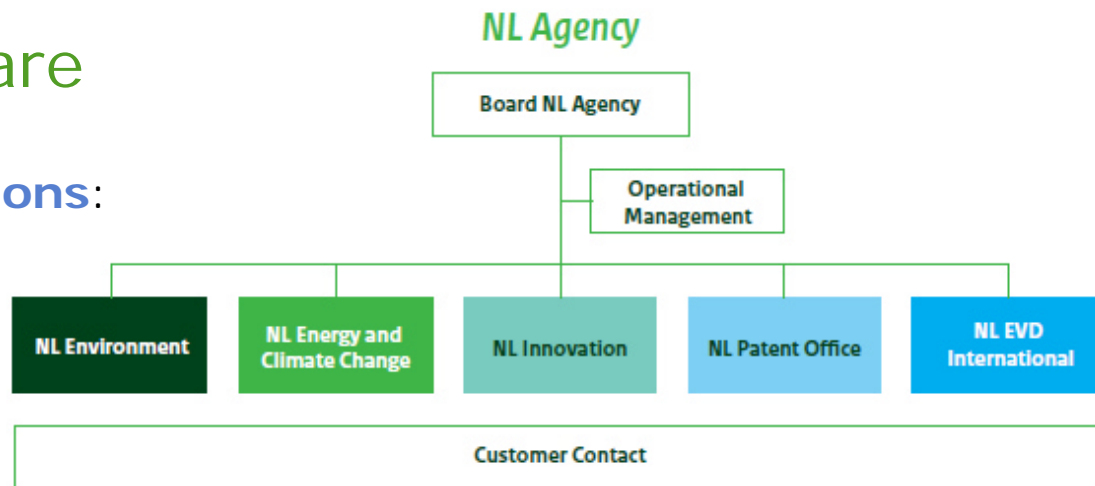 are
ons:
NL Agency
Board NL Agency
Operational
Management
NL Environment
NL Energy and
Climate Change
NL Innovation
NL Patent Office
NL EVD
International
Customer Contact